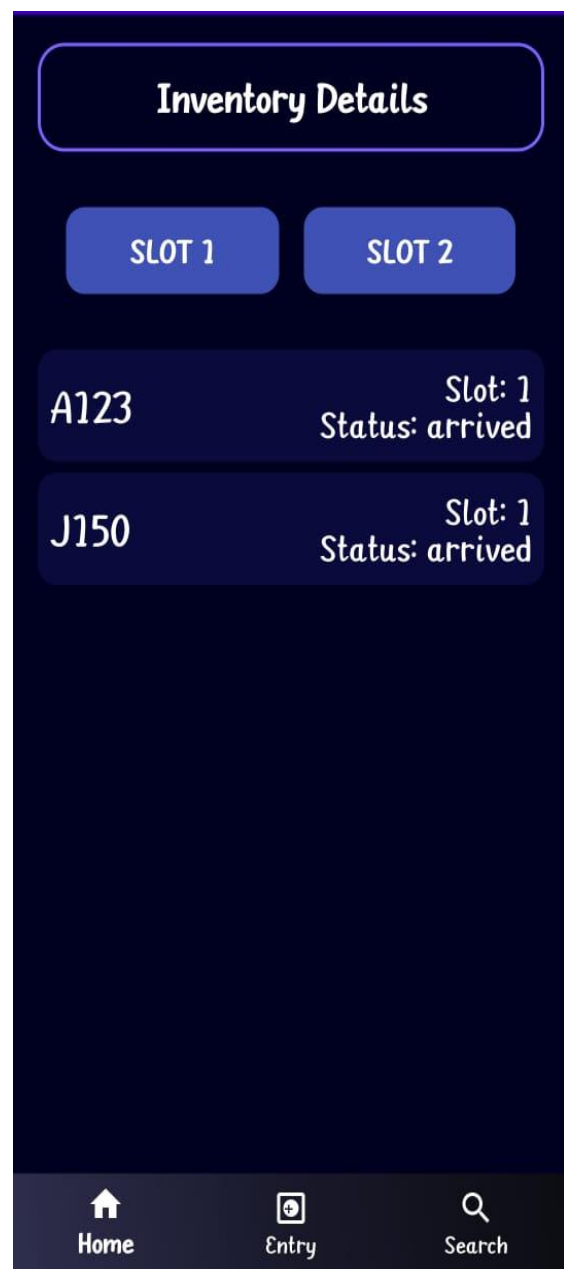 Inventory Details
SLOT 1
SLOT 2
A123
Slot: 1
Status: arrived
J150
Slot: 1
Status: arrived
Home
Entry
Search